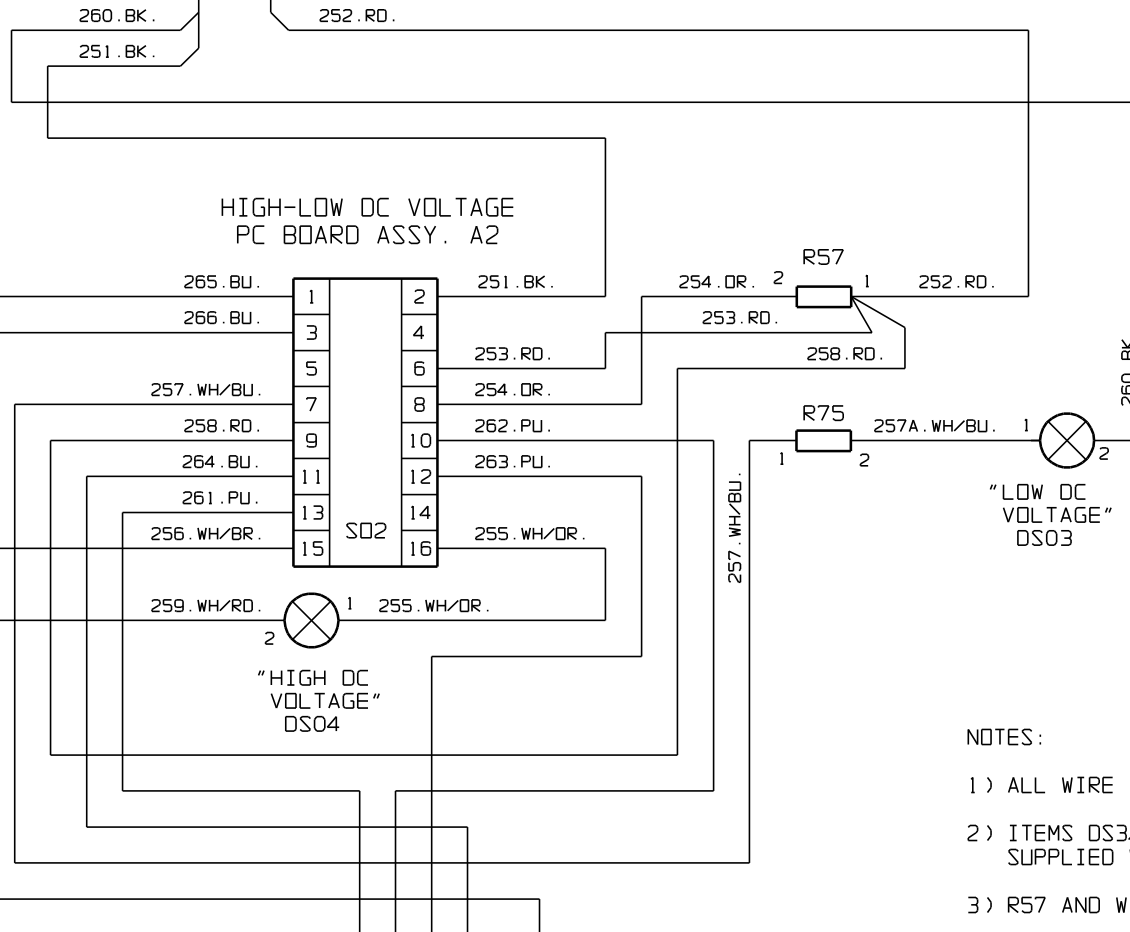 260.BK.
252.RD.
251.BK.
HIGH-LOW DC VOLTAGE
PC BOARD ASSY. A2
R57
265.BU.
1
2
251.BK.
254.OR.
2
1
252.RD.
266.BU.
3
4
253.RD.
5
6
253.RD.
258.RD.
260.BK
257.WH/BU.
7
8
254.OR.
R75
258.RD.
9
10
262.PU.
1
2
257A.WH/BU.
1
2
264.BU.
11
12
263.PU.
"LOW DC
VOLTAGE"
DS03
261.PU.
13
14
SO2
257.WH/BU.
256.WH/BR.
15
16
255.WH/OR.
259.WH/RD.
2
1
255.WH/OR.
"HIGH DC
VOLTAGE"
DS04
NOTES:
1) ALL WIRE
2) ITEMS DS3
SUPPLIED
3) R57 AND W